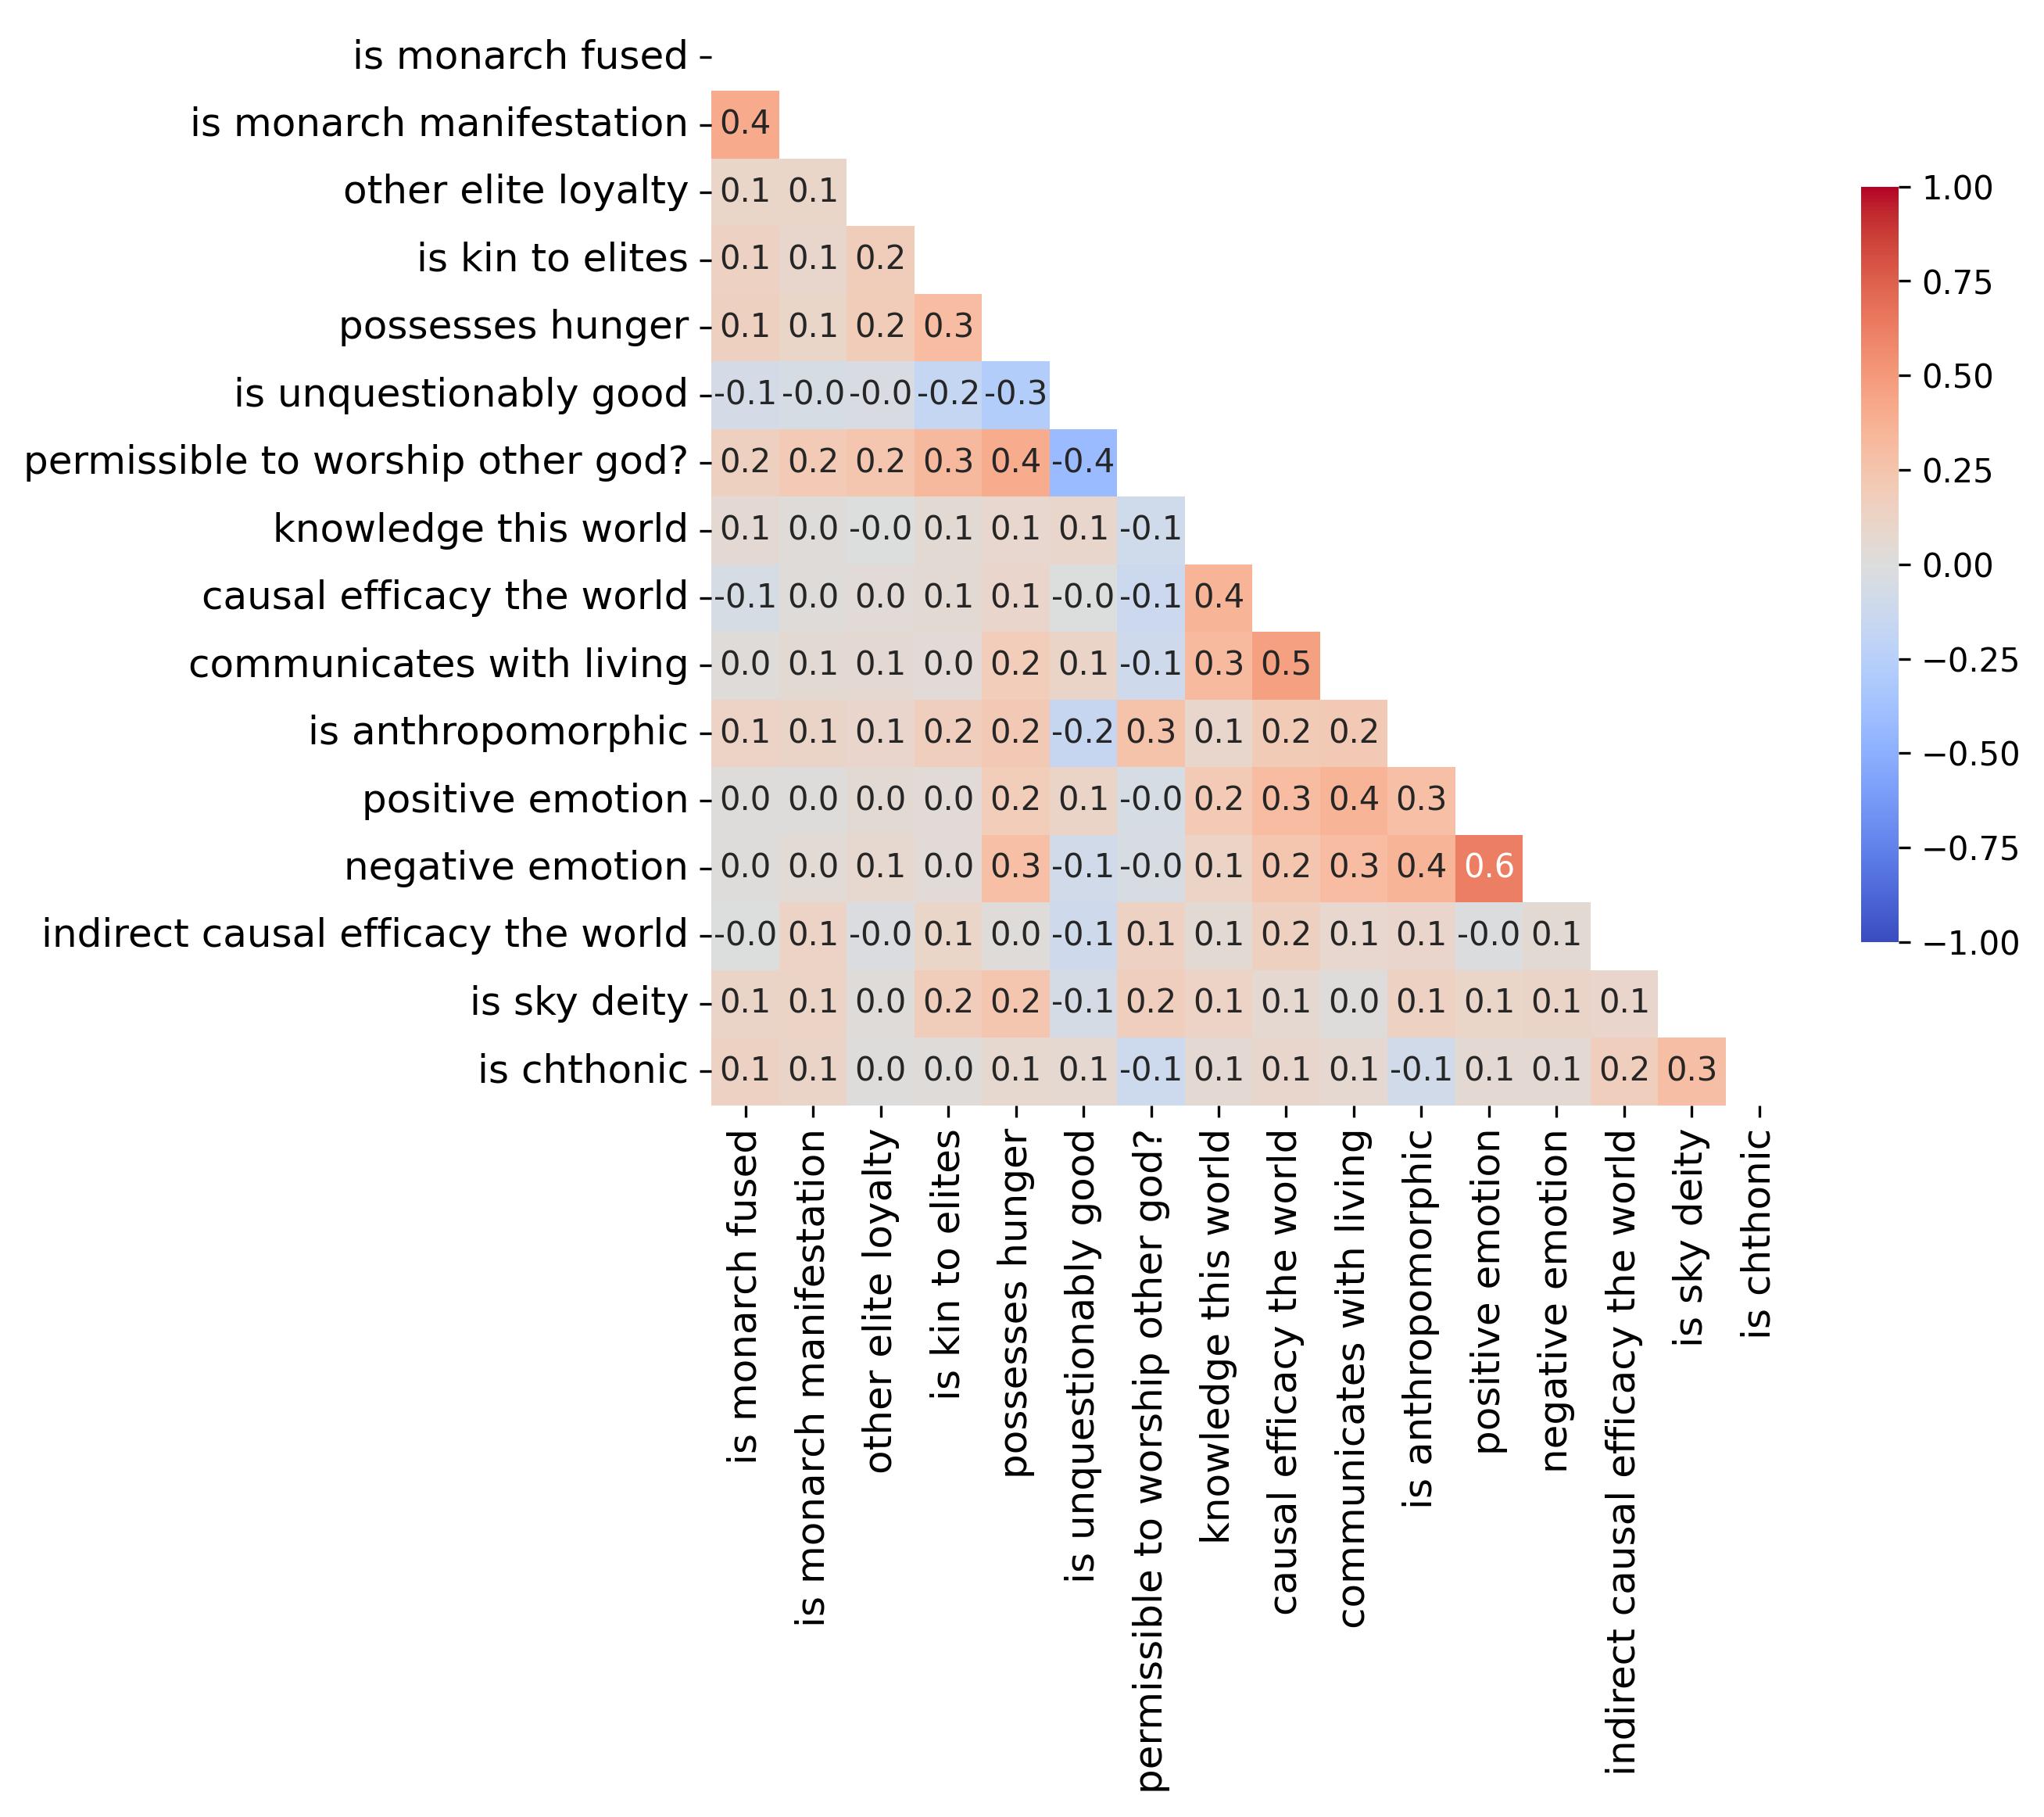 is monarch fused
is monarch manifestation 0.4
other elite loyalty 0.1 0.1
is kin to elites 0.1 0.1 0.2
possesses hunger 0.1 0.1 0.2 0.3
is unquestionably good -0.1 -0.0 -0.0 -0.2 -0.3
permissible to worship other god? 0.2 0.2 0.2 0.3 0.4 -0.4
knowledge this world 0.1 0.0 -0.0 0.1 0.1 0.1 -0.1
causal efficacy the world -0.1 0.0 0.0 0.1 0.1 -0.0 -0.1 0.4
communicates with living 0.0 0.1 0.1 0.0 0.2 0.1 -0.1 0.3 0.5
is anthropomorphic 0.1 0.1 0.1 0.2 0.2 -0.2 0.3 0.1 0.2 0.2
positive emotion 0.0 0.0 0.0 0.0 0.2 0.1 -0.0 0.2 0.3 0.4 0.3
negative emotion 0.0 0.0 0.1 0.0 0.3 -0.1 -0.0 0.1 0.2 0.3 0.4 0.6
indirect causal efficacy the world -0.0 0.1 -0.0 0.1 0.0 -0.1 0.1 0.1 0.2 0.1 0.1 -0.0 0.1
is sky deity 0.1 0.1 0.0 0.2 0.2 -0.1 0.2 0.1 0.1 0.0 0.1 0.1 0.1 0.1
is chthonic 0.1 0.1 0.0 0.0 0.1 0.1 -0.1 0.1 0.1 0.1 -0.1 0.1 0.1 0.2 0.3
is monarch fused
is monarch manifestation
other elite loyalty
is kin to elites
possesses hunger
is unquestionably good
permissible to worship other god?
knowledge this world
causal efficacy the world
communicates with living
is anthropomorphic
positive emotion
negative emotion
indirect causal efficacy the world
is sky deity
is chthonic
1.00
0.75
0.50
0.25
0.00
−0.25
−0.50
−0.75
−1.00